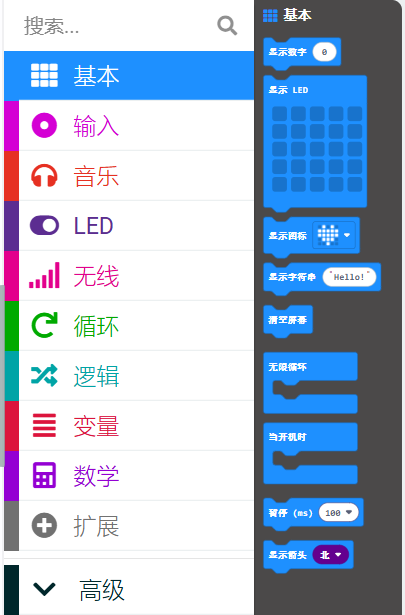 搜索...
基本
输入
音乐
LED
无线
循环
逻辑
变量
数学
扩展
高级
基本
显示数字 0
显示 LED
显示图标
显示字符串 "Hello!"
清空屏幕
无限循环
当开机时
暂停 (ms) 100
显示箭头 北